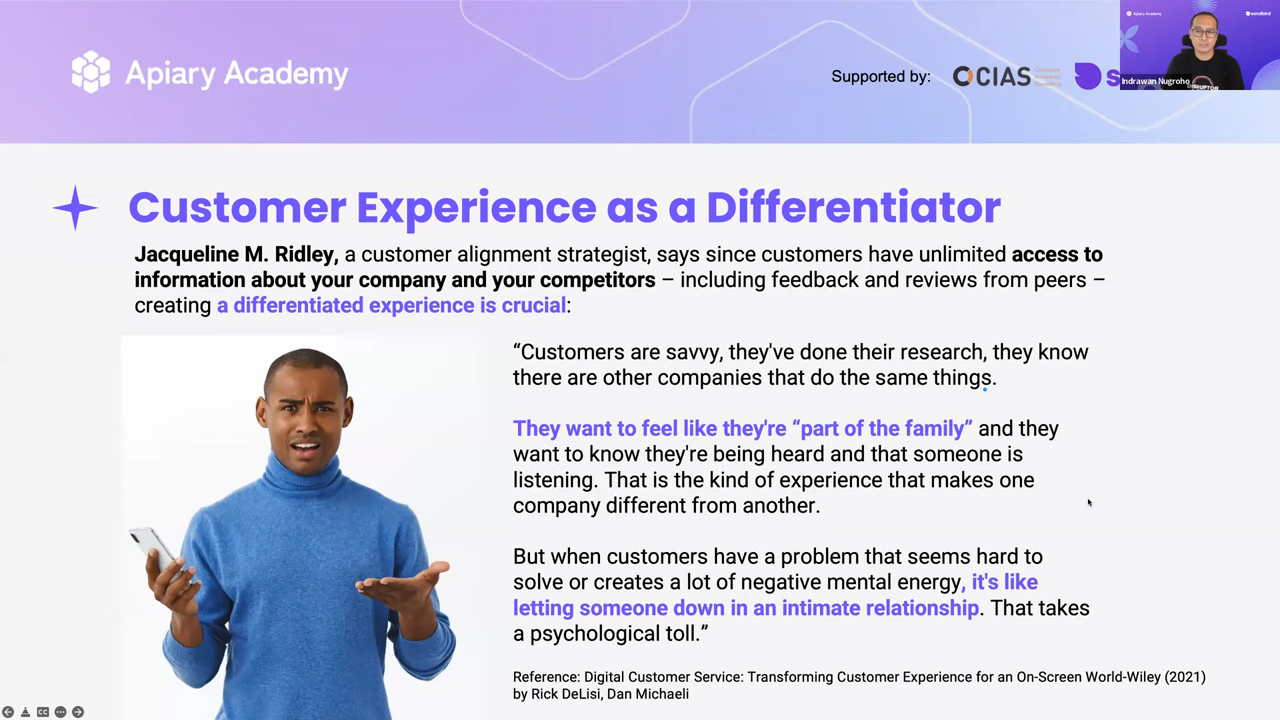 Apiary Academy
Supported by:
CIAS
Apiary Academy
sendbird
Indrawan Nugroho
Customer Experience as a Differentiator
Jacqueline M. Ridley, a customer alignment strategist, says since customers have unlimited access to
information about your company and your competitors – including feedback and reviews from peers –
creating a differentiated experience is crucial:
“Customers are savvy, they've done their research, they know
there are other companies that do the same things.
They want to feel like they're “part of the family” and they
want to know they're being heard and that someone is
listening. That is the kind of experience that makes one
company different from another.
But when customers have a problem that seems hard to
solve or creates a lot of negative mental energy, it's like
letting someone down in an intimate relationship. That takes
a psychological toll.”
Reference: Digital Customer Service: Transforming Customer Experience for an On-Screen World-Wiley (2021)
by Rick DeLisi, Dan Michaeli
CC